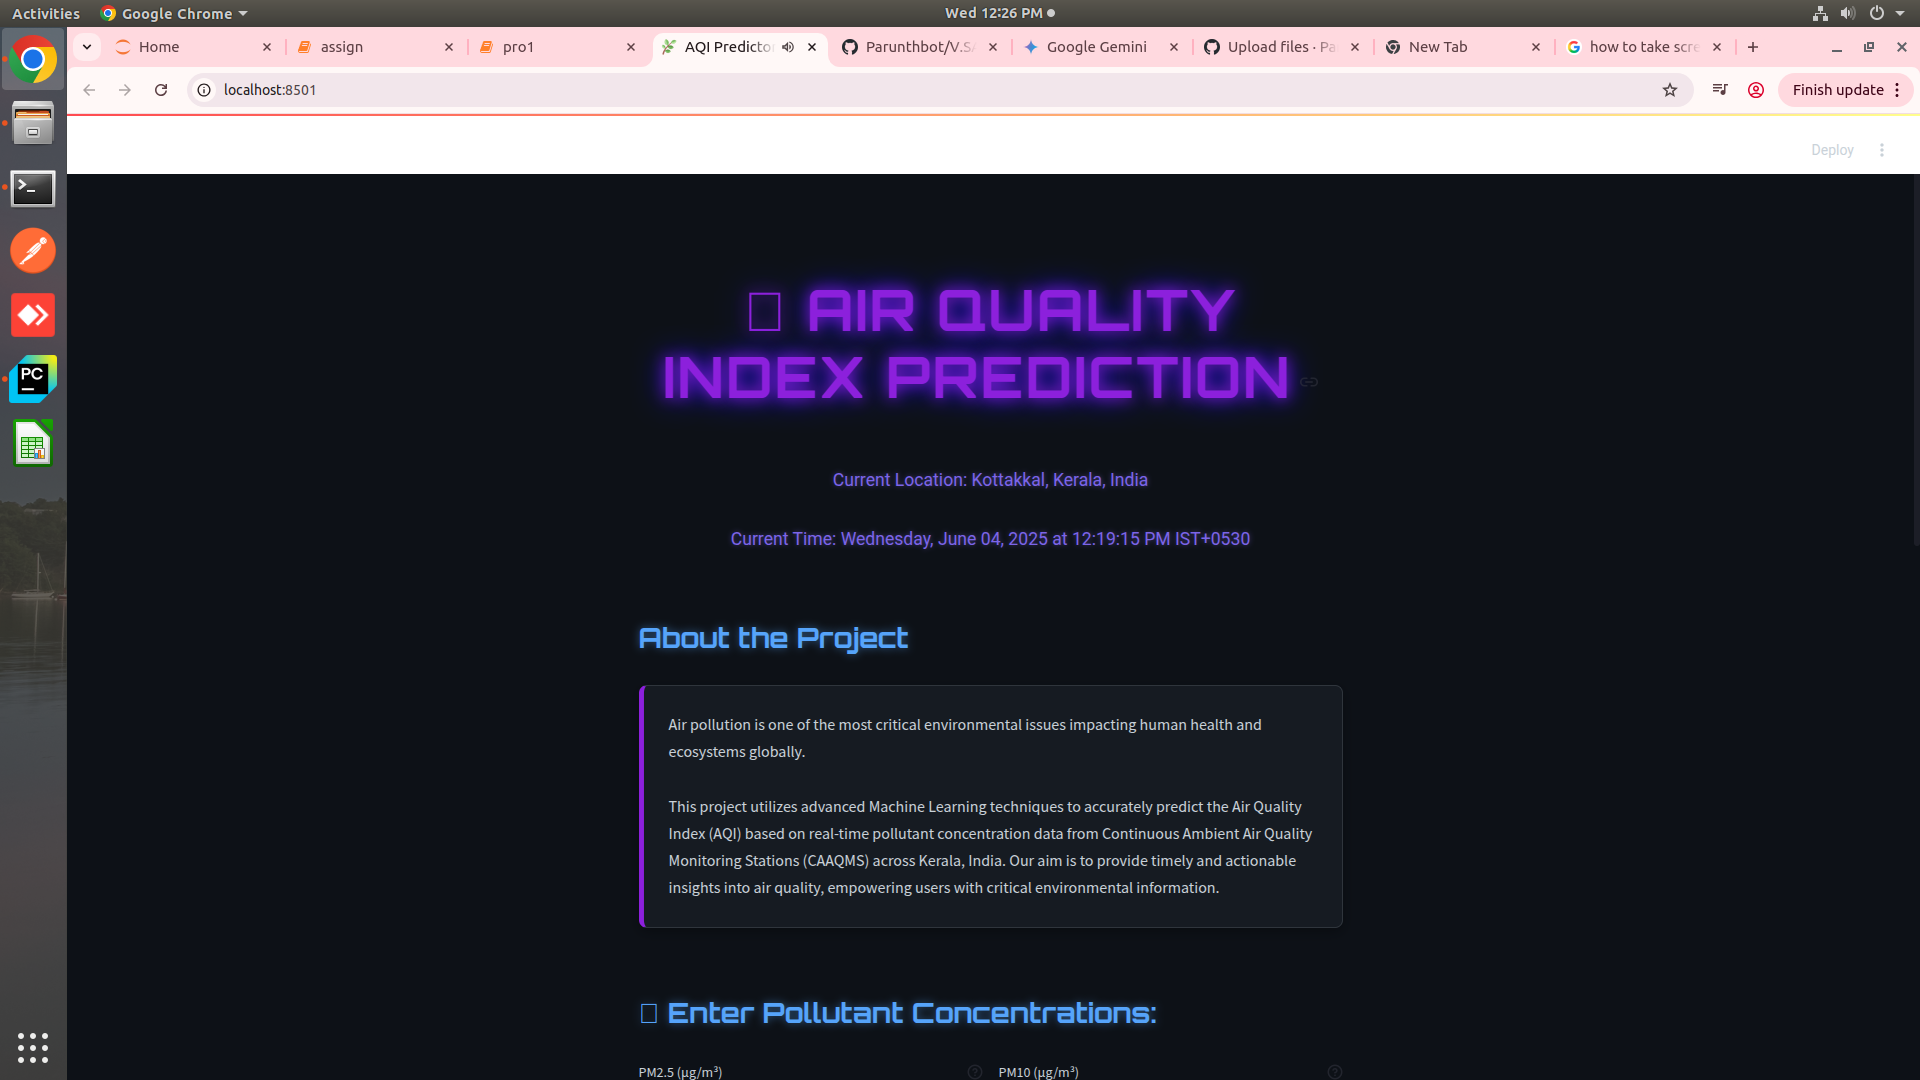 Activities
Google Chrome
Wed 12:26 PM
Home
assign
pro1
AQI Predictor
Parunthbot/V.SA
Google Gemini
Upload files · Pa
New Tab
how to take scre
localhost:8501
Finish update
Deploy
AIR QUALITY
INDEX PREDICTION
Current Location: Kottakkal, Kerala, India
Current Time: Wednesday, June 04, 2025 at 12:19:15 PM IST+0530
About the Project
Air pollution is one of the most critical environmental issues impacting human health and
ecosystems globally.
This project utilizes advanced Machine Learning techniques to accurately predict the Air Quality
Index (AQI) based on real-time pollutant concentration data from Continuous Ambient Air Quality
Monitoring Stations (CAAQMS) across Kerala, India. Our aim is to provide timely and actionable
insights into air quality, empowering users with critical environmental information.
Enter Pollutant Concentrations:
PM2.5 (µg/m³)
PM10 (µg/m³)
PC